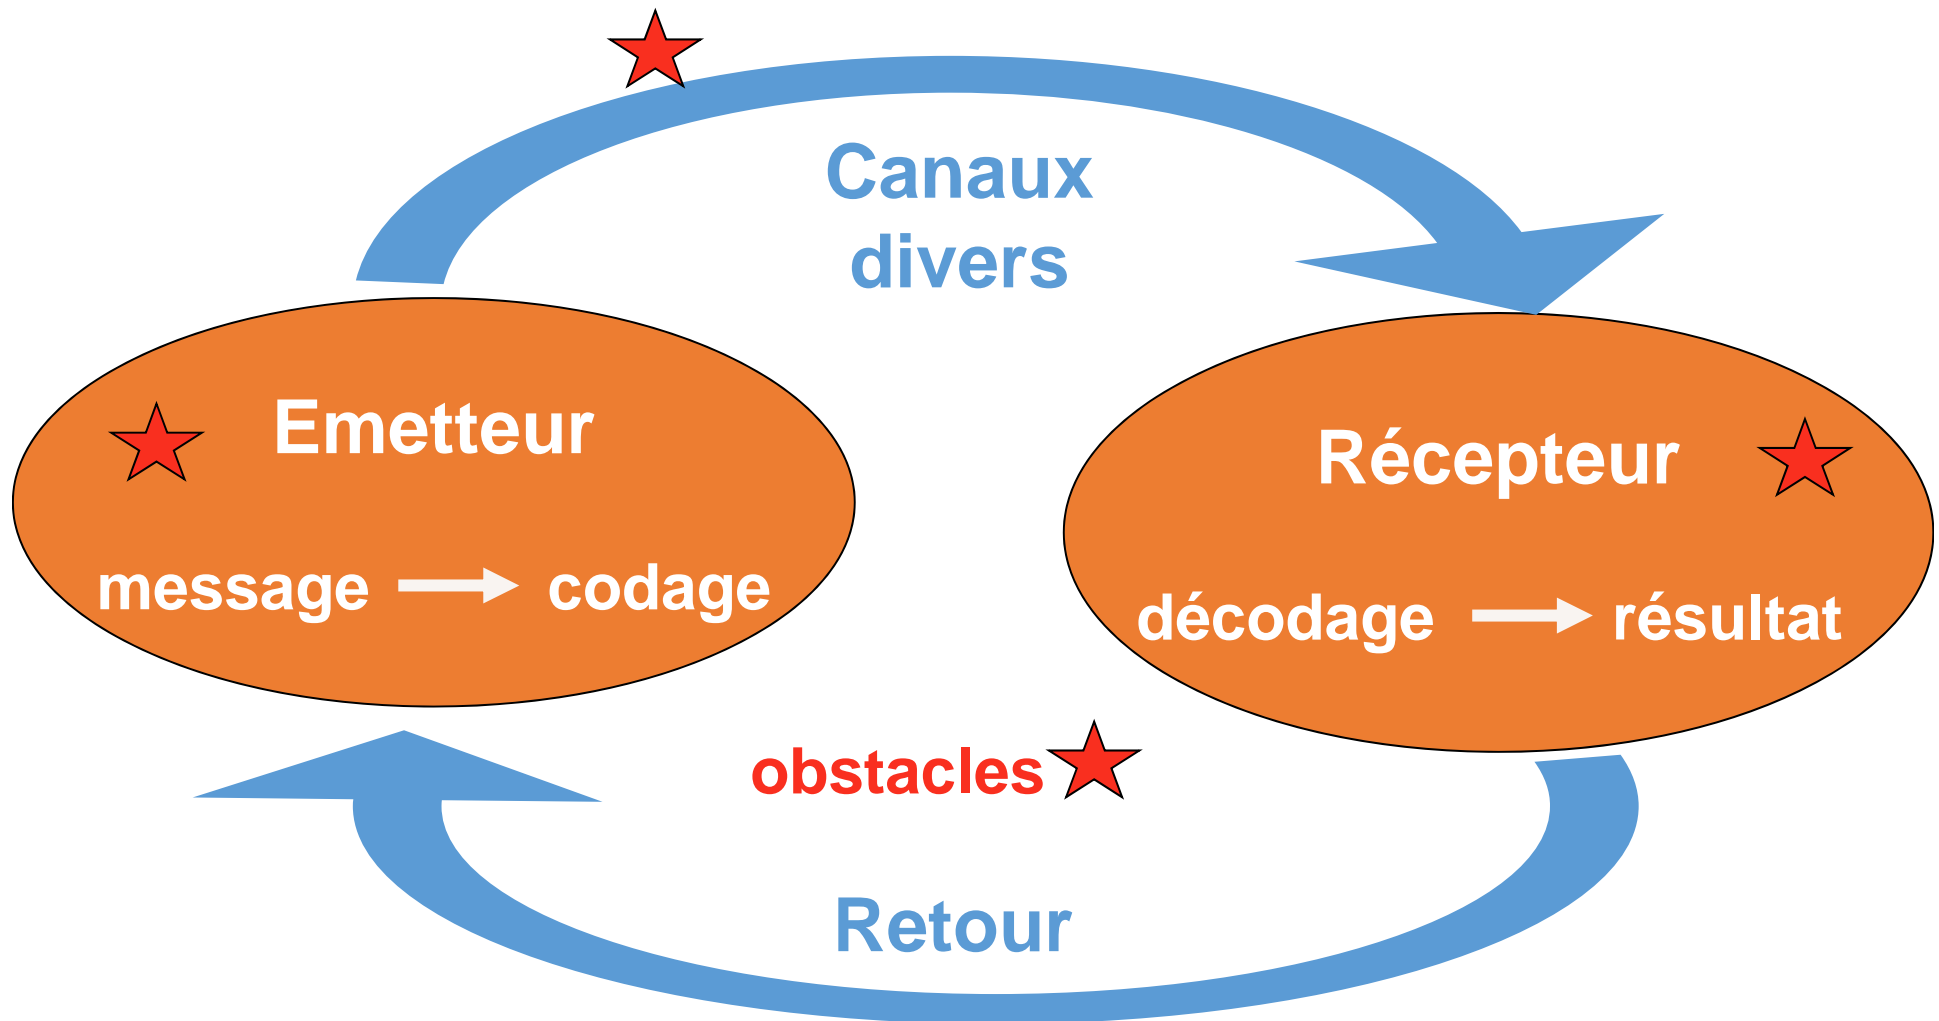 Canaux
divers
Emetteur
message codage
Récepteur
décodage résultat
obstacles
Retour